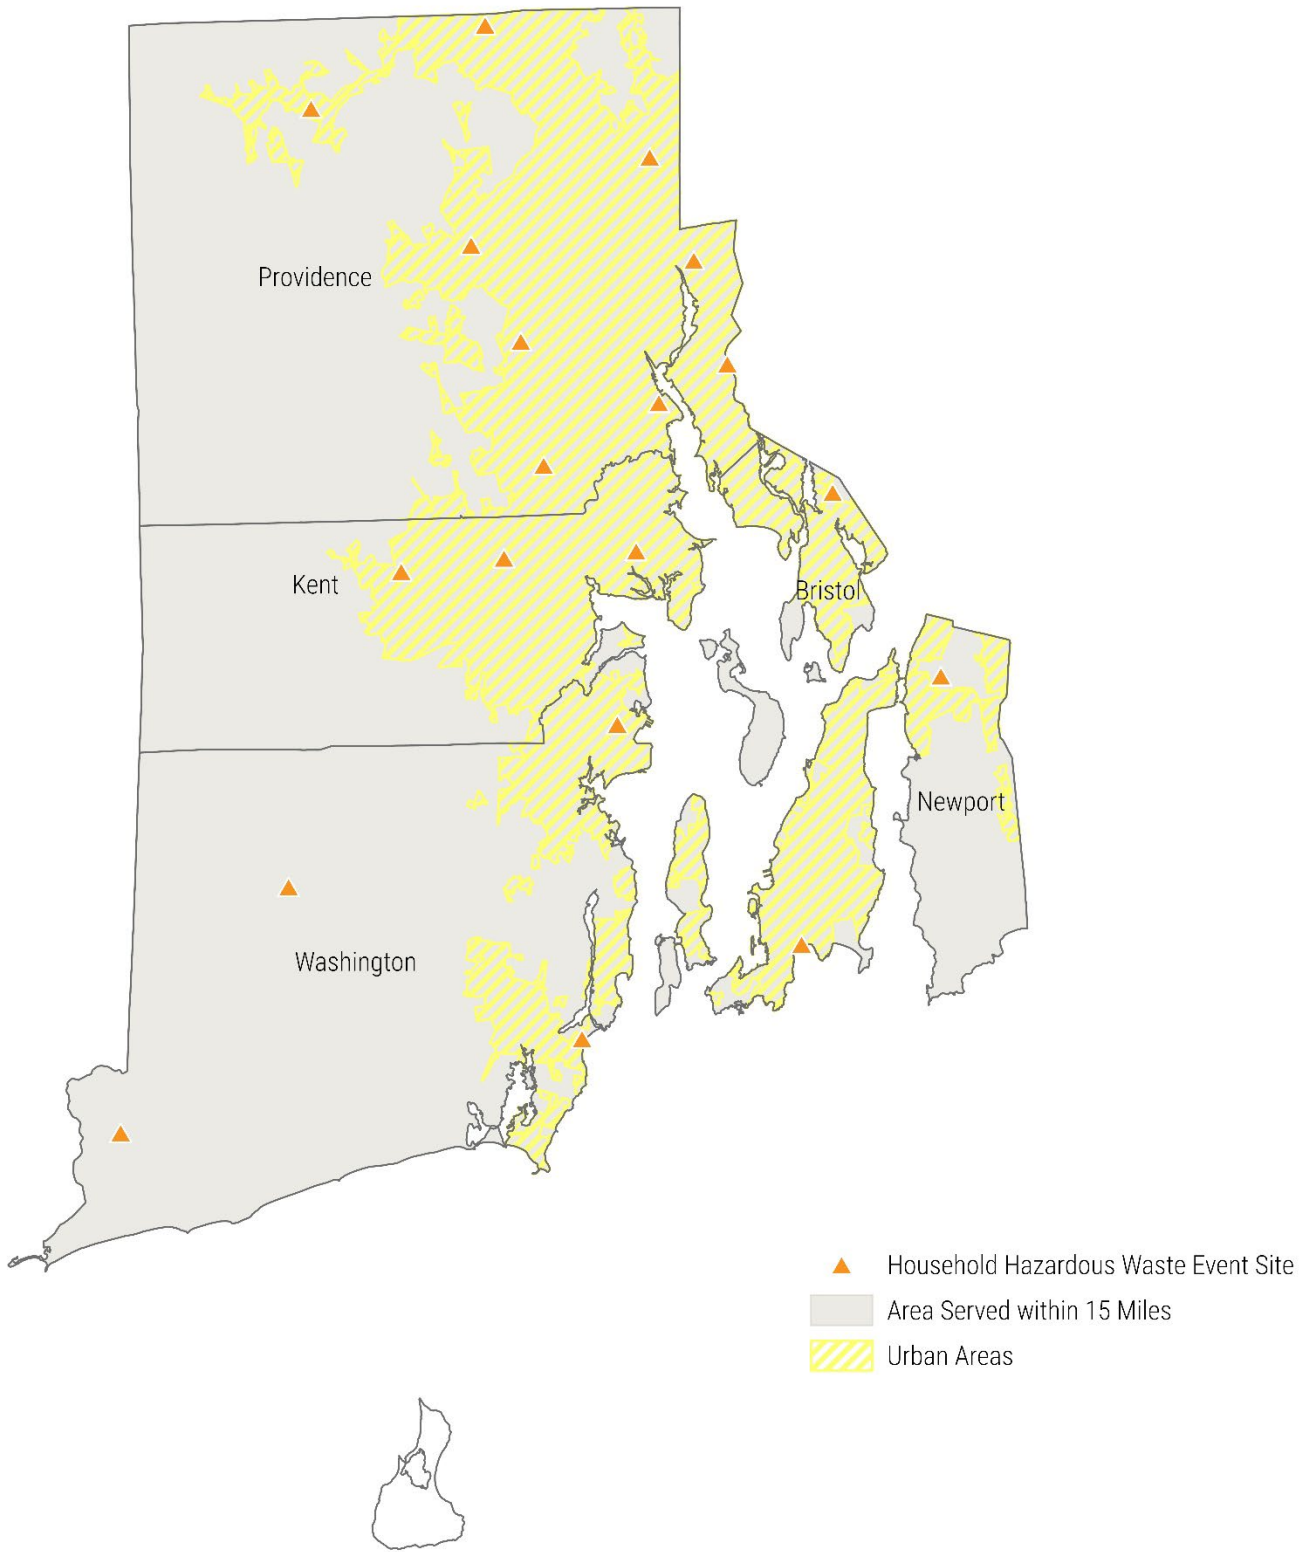 Providence
Kent
Bristol
Newport
Washington
Household Hazardous Waste Event Site
Area Served within 15 Miles
Urban Areas